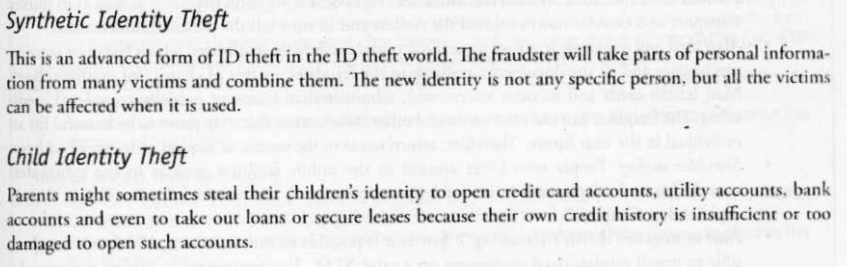 Synthetic Identity Theft
This is an advanced form of ID theft in the ID theft world. The fraudster will take parts of personal informa-
tion from many victims and combine them. The new identity is not any specific person, but all the victims
can be affected when it is used.
Child Identity Theft
Parents might sometimes steal their children's identity to open credit card accounts, utility accounts, bank
accounts and even to take out loans or secure leases because their own credit history is insufficient or too
damaged to open such accounts.